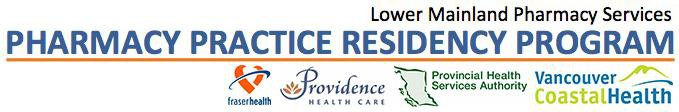 Lower Mainland Pharmacy Services
PHARMACY PRACTICE RESIDENCY PROGRAM
fraserhealth
Providence
HEALTH CARE
Provincial Health
Services Authority
Vancouver
CoastalHealth